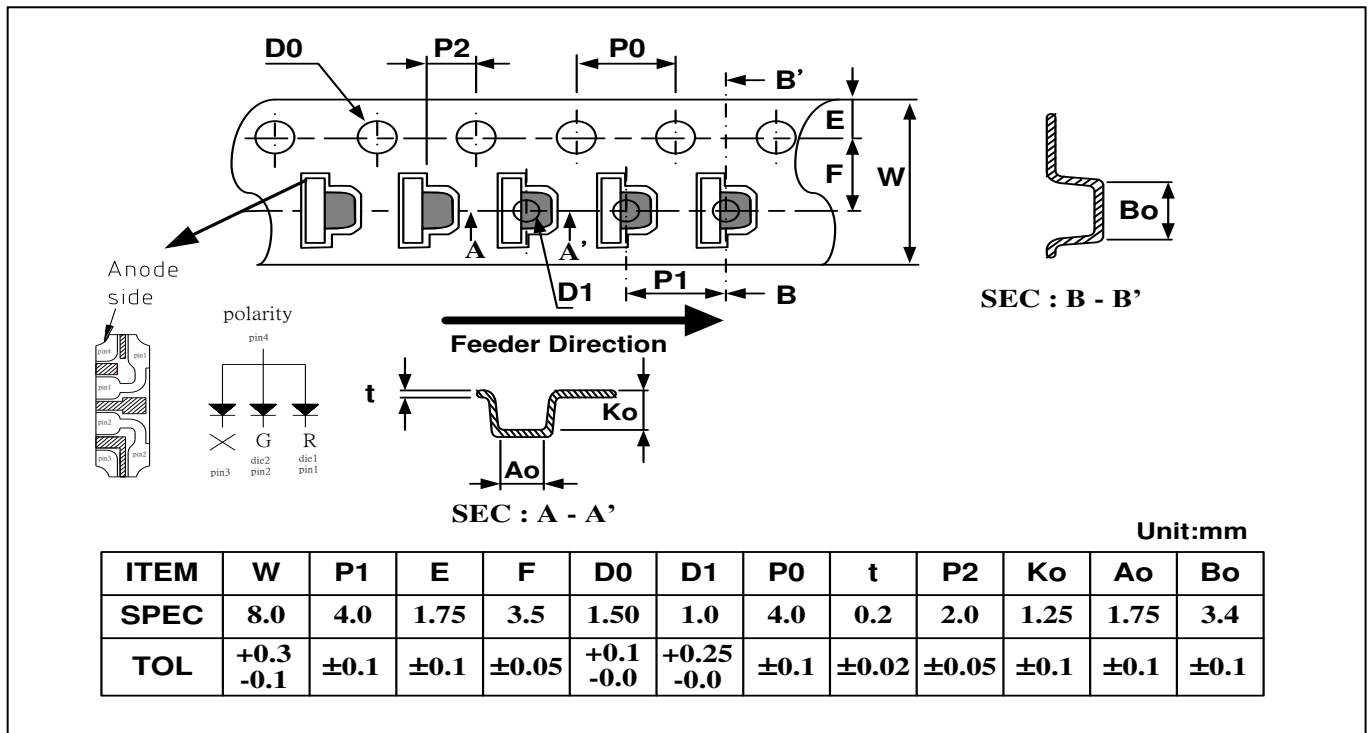 D0
P2
P0
B’
E
F
W
A
A’
D1
P1
B
Bo
SEC : B - B’
Feeder Direction
Anode
side
pin4
pin1
pin1
pin2
pin3
pin2
polarity
pin4
G
R
die2
die1
pin3
pin2
pin1
t
Ko
Ao
SEC : A - A’
Unit:mm
ITEM W P1 E F D0 D1 P0 t P2 Ko Ao Bo
SPEC 8.0 4.0 1.75 3.5 1.50 1.0 4.0 0.2 2.0 1.25 1.75 3.4
TOL +0.3 -0.1 ±0.1 ±0.1 ±0.05 +0.1 -0.0 +0.25 -0.0 ±0.1 ±0.02 ±0.05 ±0.1 ±0.1 ±0.1